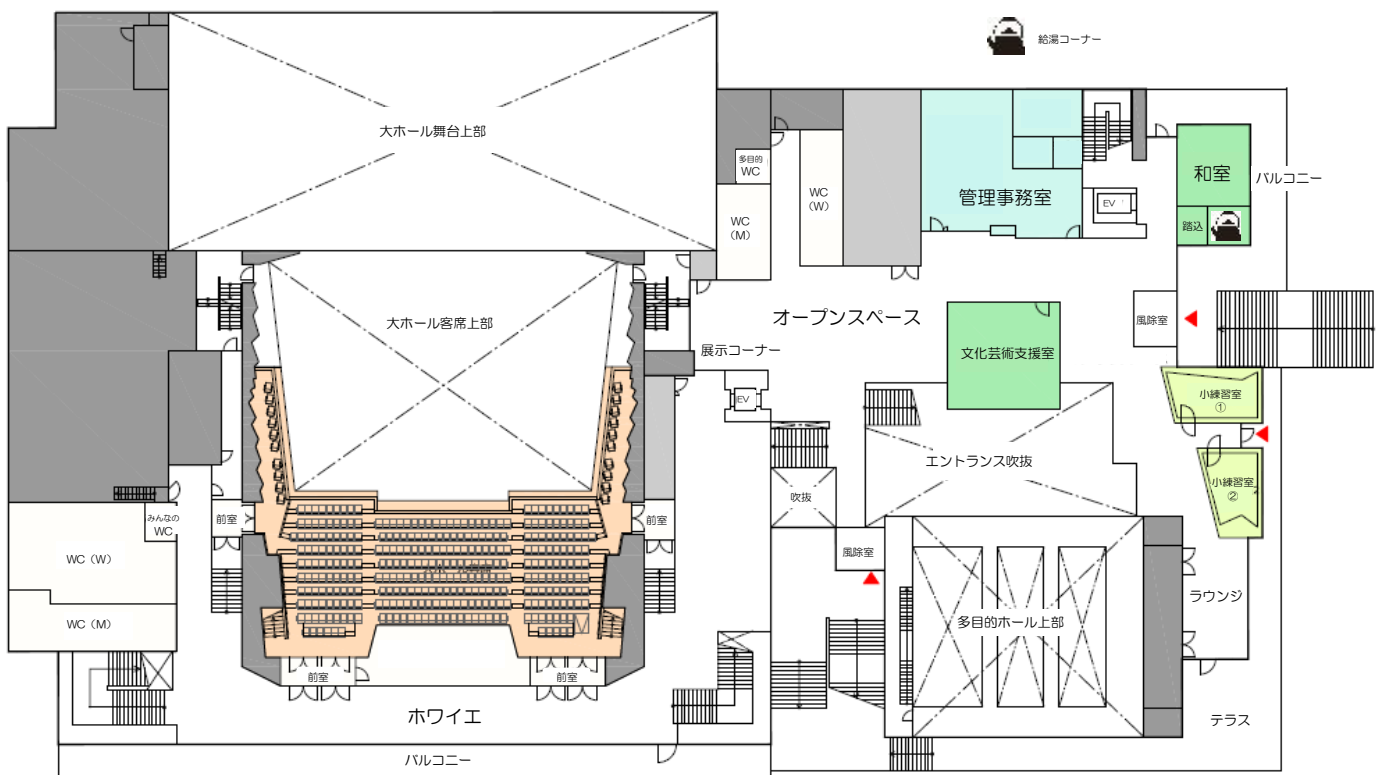 給湯コーナー
大ホール舞台上部
多目的
WC
WC
(M)
WC
(W)
管理事務室
EV
和室
バルコニー
踏込
大ホール客席上部
オープンスペース
風除室
展示コーナー
文化芸術支援室
EV
小練習室
①
エントランス吹抜
小練習室
②
吹抜
みんなの
WC
前室
前室
風除室
WC（W）
ラウンジ
WC（M）
多目的ホール上部
前室
前室
ホワイエ
テラス
バルコニー